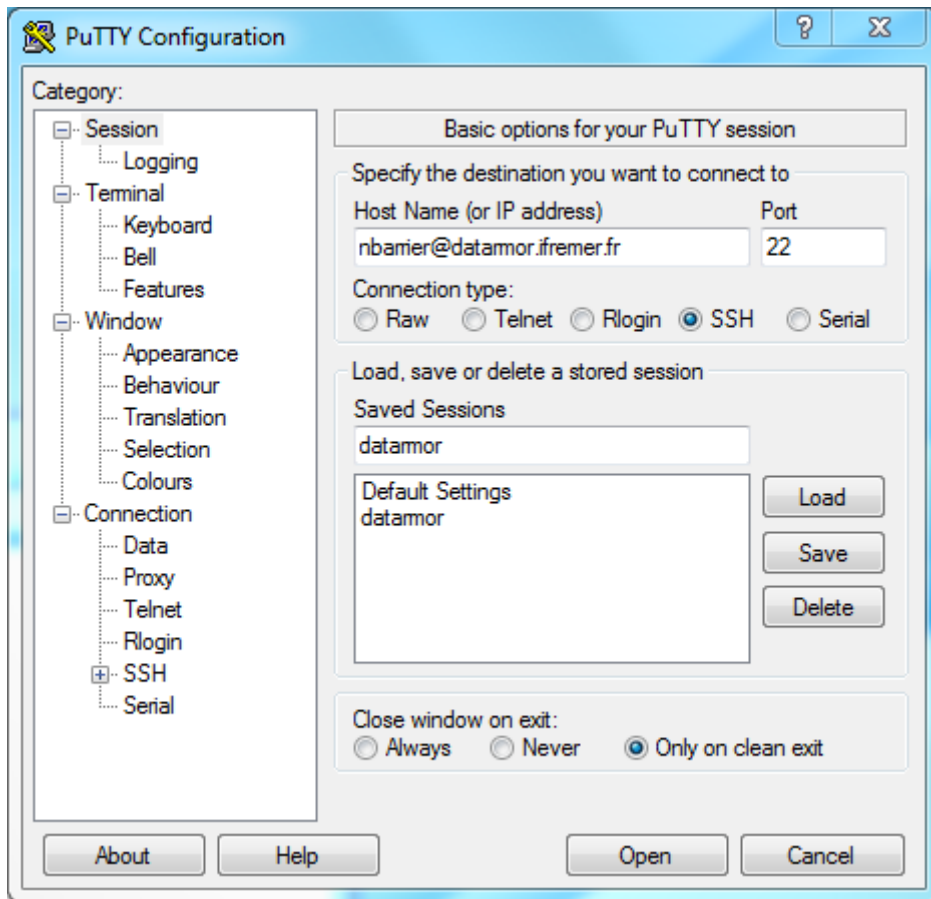 PuTTY Configuration
Category:
Session
Logging
Terminal
Keyboard
Bell
Features
Window
Appearance
Behaviour
Translation
Selection
Colours
Connection
Data
Proxy
Telnet
Rlogin
SSH
Serial
Basic options for your PuTTY session
Specify the destination you want to connect to
Host Name (or IP address) Port
nbarrier@datarmor.ifremer.fr 22
Connection type:
Raw Telnet Rlogin SSH Serial
Load, save or delete a stored session
Saved Sessions
datarmor
Default Settings
datarmor
Load
Save
Delete
Close window on exit:
Always Never Only on clean exit
About Help Open Cancel